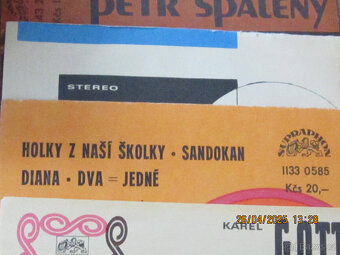 PETR SPÁLENÝ
STEREO
HOLKY Z NAŠÍ ŠKOLKY · SANDOKAN
DIANA · DVA = JEDNÉ
SUPRAPHON
1133 0585
Kčs 20,–
26/04/2025 13:28
KAREL
GOTT